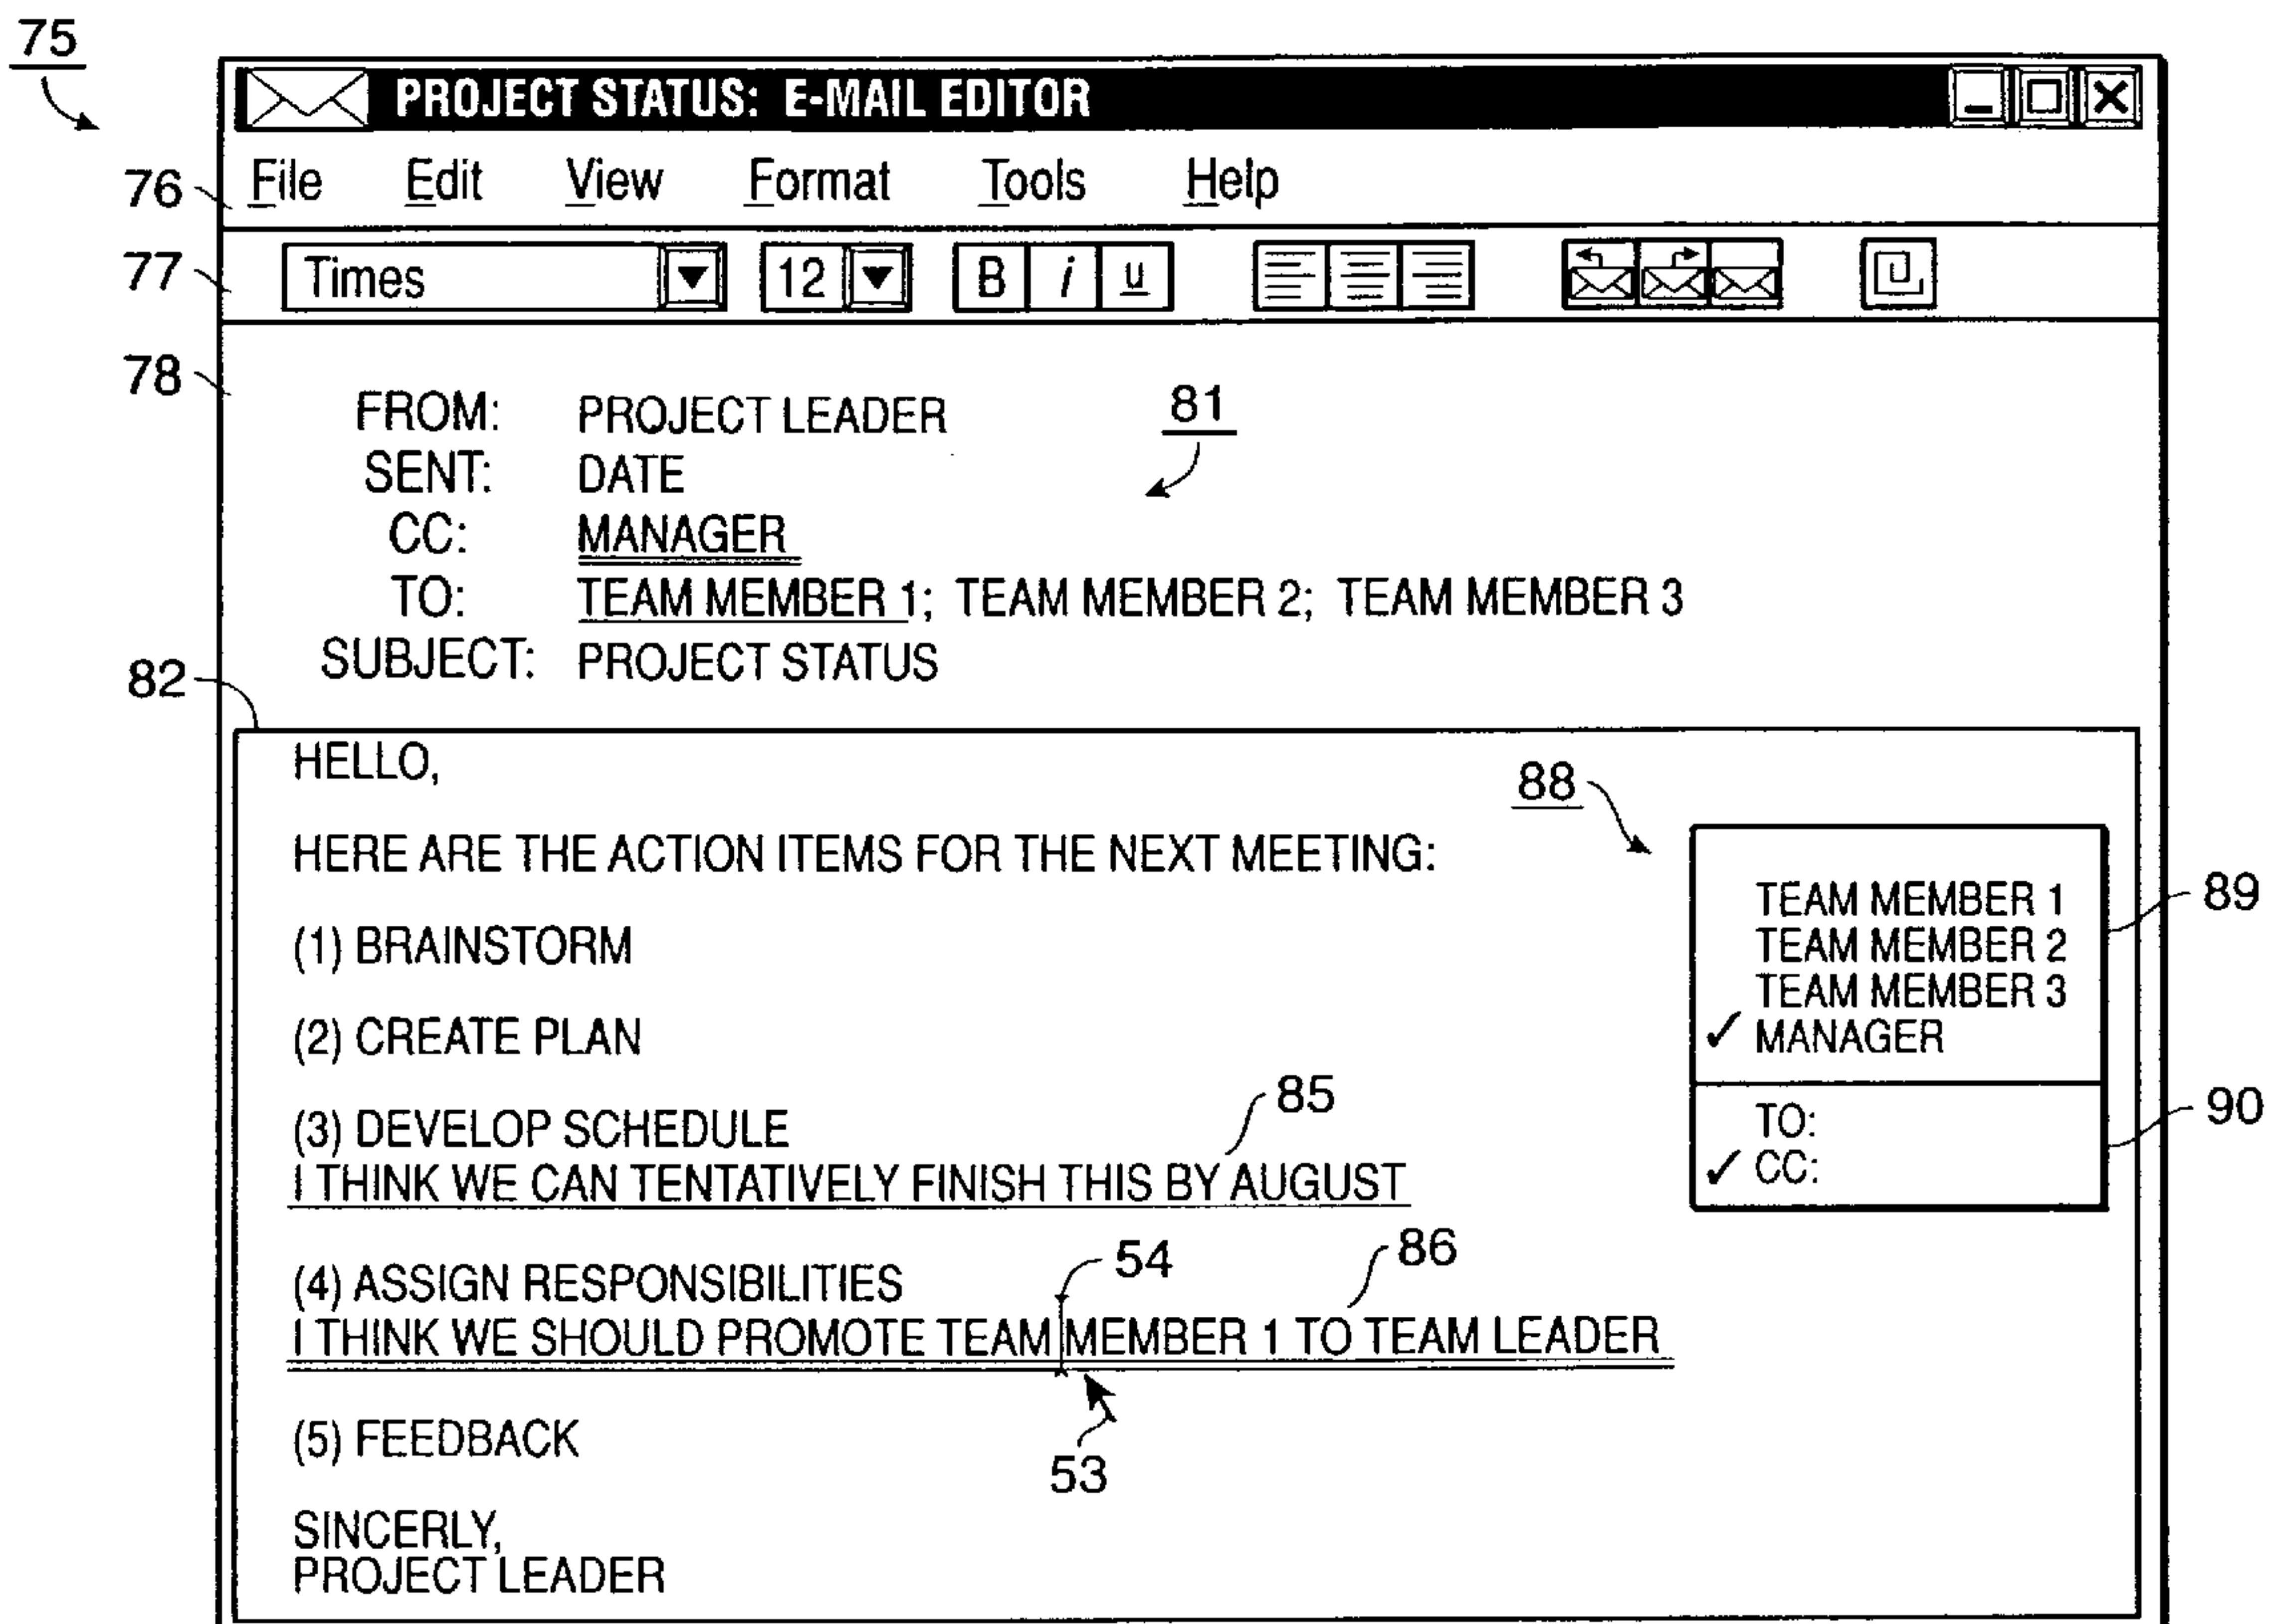 75
PROJECT STATUS: E-MAIL EDITOR
76
File Edit View Format Tools Help
77
Times 12 B i u
78
FROM: PROJECT LEADER
81
SENT: DATE
CC: MANAGER
TO: TEAM MEMBER 1; TEAM MEMBER 2; TEAM MEMBER 3
SUBJECT: PROJECT STATUS
82
HELLO,
88
HERE ARE THE ACTION ITEMS FOR THE NEXT MEETING:
TEAM MEMBER 1
89
TEAM MEMBER 2
TEAM MEMBER 3
✓ MANAGER
(1) BRAINSTORM
(2) CREATE PLAN
TO:
90
✓ CC:
85
(3) DEVELOP SCHEDULE
I THINK WE CAN TENTATIVELY FINISH THIS BY AUGUST
54
86
(4) ASSIGN RESPONSIBILITIES
I THINK WE SHOULD PROMOTE TEAM MEMBER 1 TO TEAM LEADER
53
(5) FEEDBACK
SINCERLY,
PROJECT LEADER